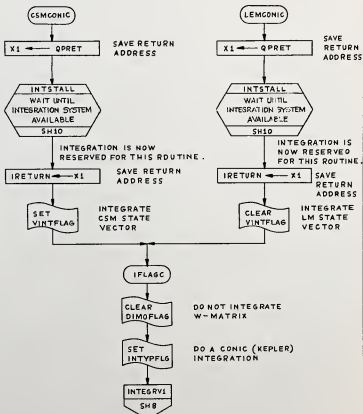 CSMCONIC
X1 ← QPRET
SAVE RETURN
ADDRESS
INTSTALL
WAIT UNTIL
INTEGRATION SYSTEM
AVAILABLE
SH10
INTEGRATION IS NOW
RESERVED FOR THIS ROUTINE.
IRETURN ← X1
SAVE RETURN
ADDRESS
SET
VINTFLAG
INTEGRATE
CSM STATE
VECTOR
LEMCONIC
X1 ← QPRET
SAVE
RETURN
ADDRESS
INTSTALL
WAIT UNTIL
INTEGRATION SYSTEM
AVAILABLE
SH10
INTEGRATION IS
NOW RESERVED
FOR THIS ROUTINE.
IRETURN ← X1
SAVE
RETURN
ADDRESS
CLEAR
VINTFLAG
INTEGRATE
LM STATE
VECTOR
IFLAGC
CLEAR
DIMOFLAG
DO NOT INTEGRATE
W-MATRIX
SET
INTYPFLG
DO A CONIC (KEPLER)
INTEGRATION
INTEGRV1
SH8